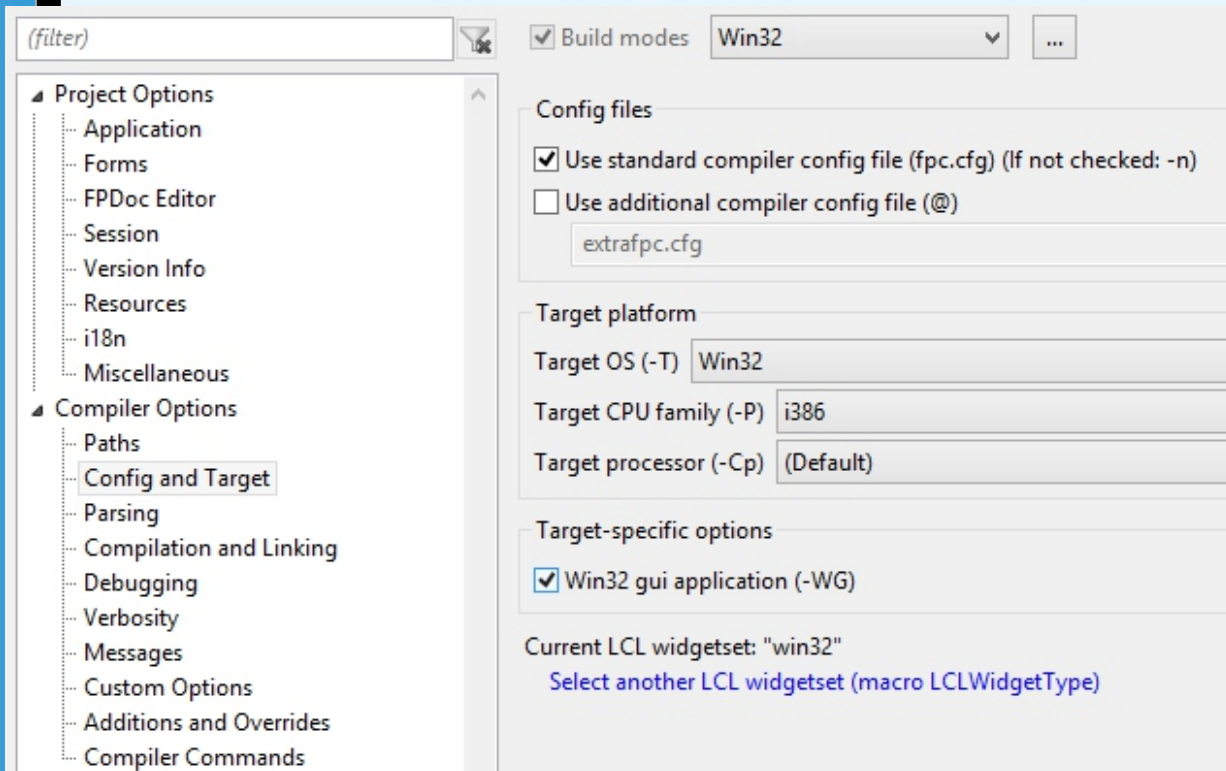 (filter)
Project Options
Application
Forms
FPDoc Editor
Session
Version Info
Resources
i18n
Miscellaneous
Compiler Options
Paths
Config and Target
Parsing
Compilation and Linking
Debugging
Verbosity
Messages
Custom Options
Additions and Overrides
Compiler Commands
Build modes Win32 ...
Config files
Use standard compiler config file (fpc.cfg) (If not checked: -n)
Use additional compiler config file (@)
extrafpc.cfg
Target platform
Target OS (-T) Win32
Target CPU family (-P) i386
Target processor (-Cp) (Default)
Target-specific options
Win32 gui application (-WG)
Current LCL widgetset: "win32"
Select another LCL widgetset (macro LCLWidgetType)